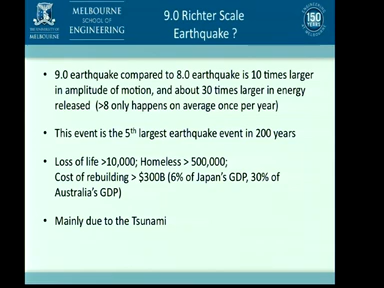 THE UNIVERSITY OF
MELBOURNE
MELBOURNE
SCHOOL OF
ENGINEERING
9.0 Richter Scale
Earthquake ?
150
YEARS
• 9.0 earthquake compared to 8.0 earthquake is 10 times larger
in amplitude of motion, and about 30 times larger in energy
released (>8 only happens on average once per year)
• This event is the 5th largest earthquake event in 200 years
• Loss of life >10,000; Homeless > 500,000;
Cost of rebuilding > $300B (6% of Japan's GDP, 30% of
Australia's GDP)
• Mainly due to the Tsunami